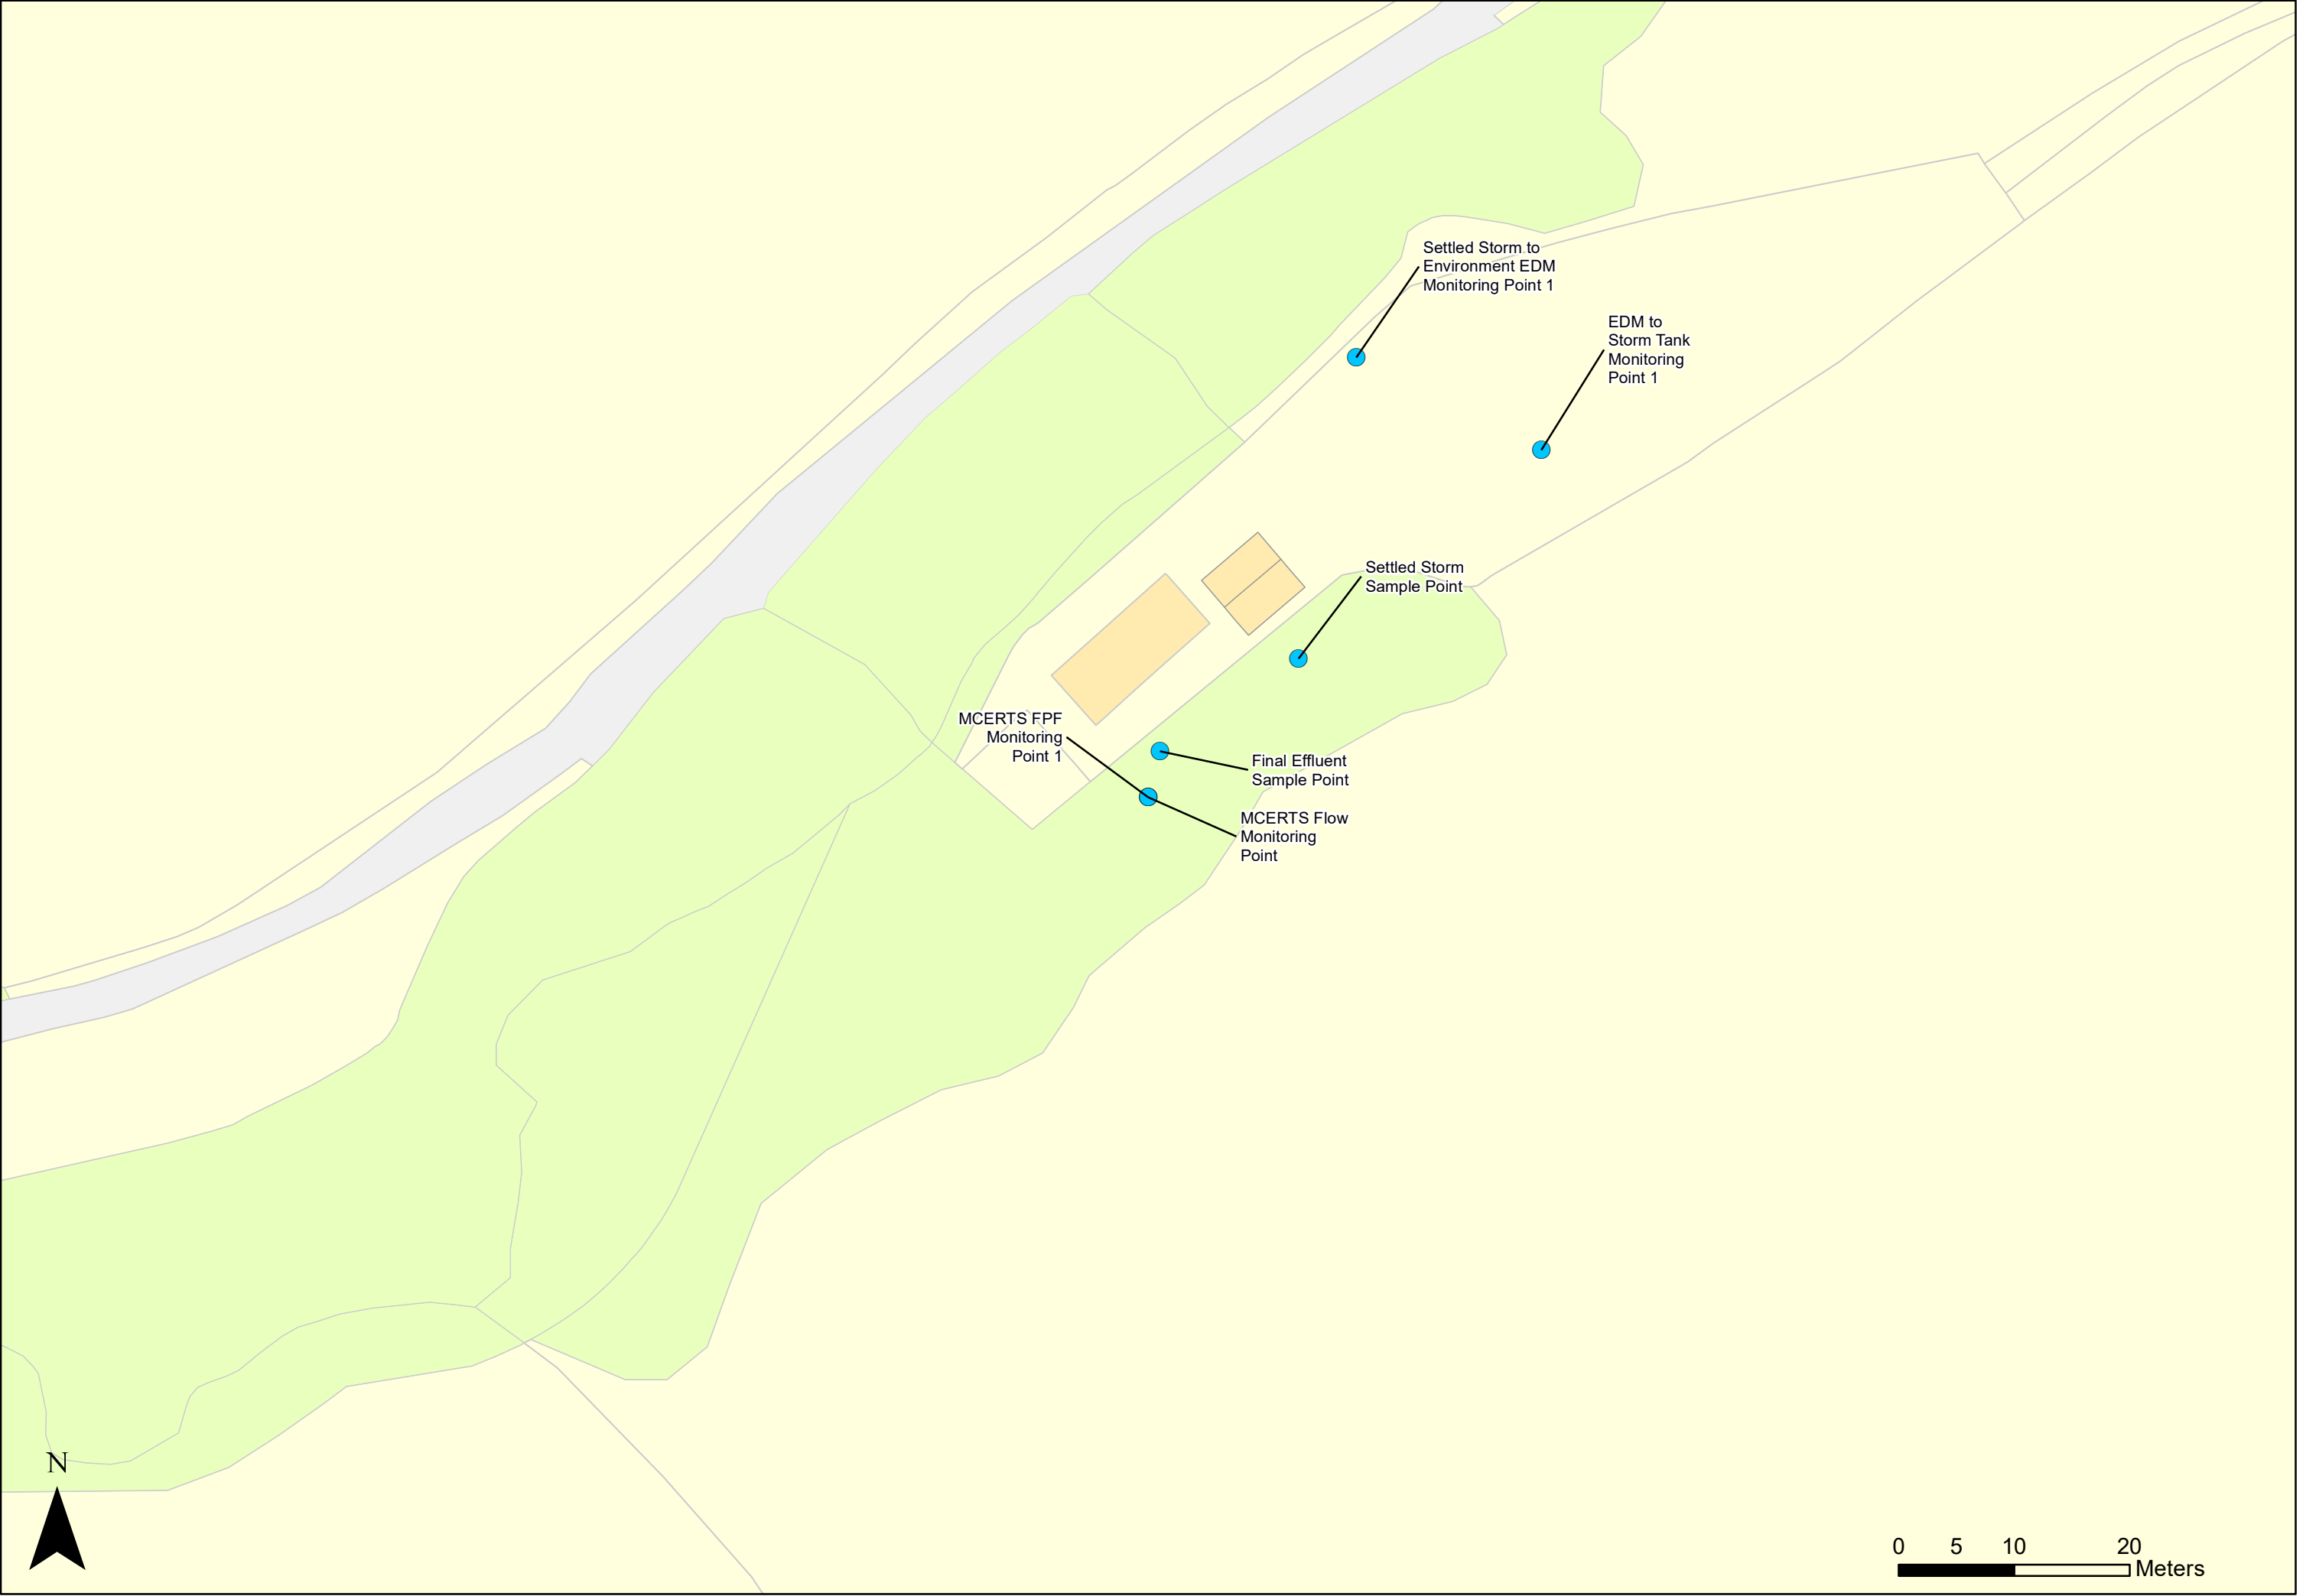 Settled Storm to
Environment EDM
Monitoring Point 1
EDM to
Storm Tank
Monitoring
Point 1
Settled Storm
Sample Point
MCERTS FPF
Monitoring
Point 1
Final Effluent
Sample Point
MCERTS Flow
Monitoring
Point
N
0 5 10 20
Meters